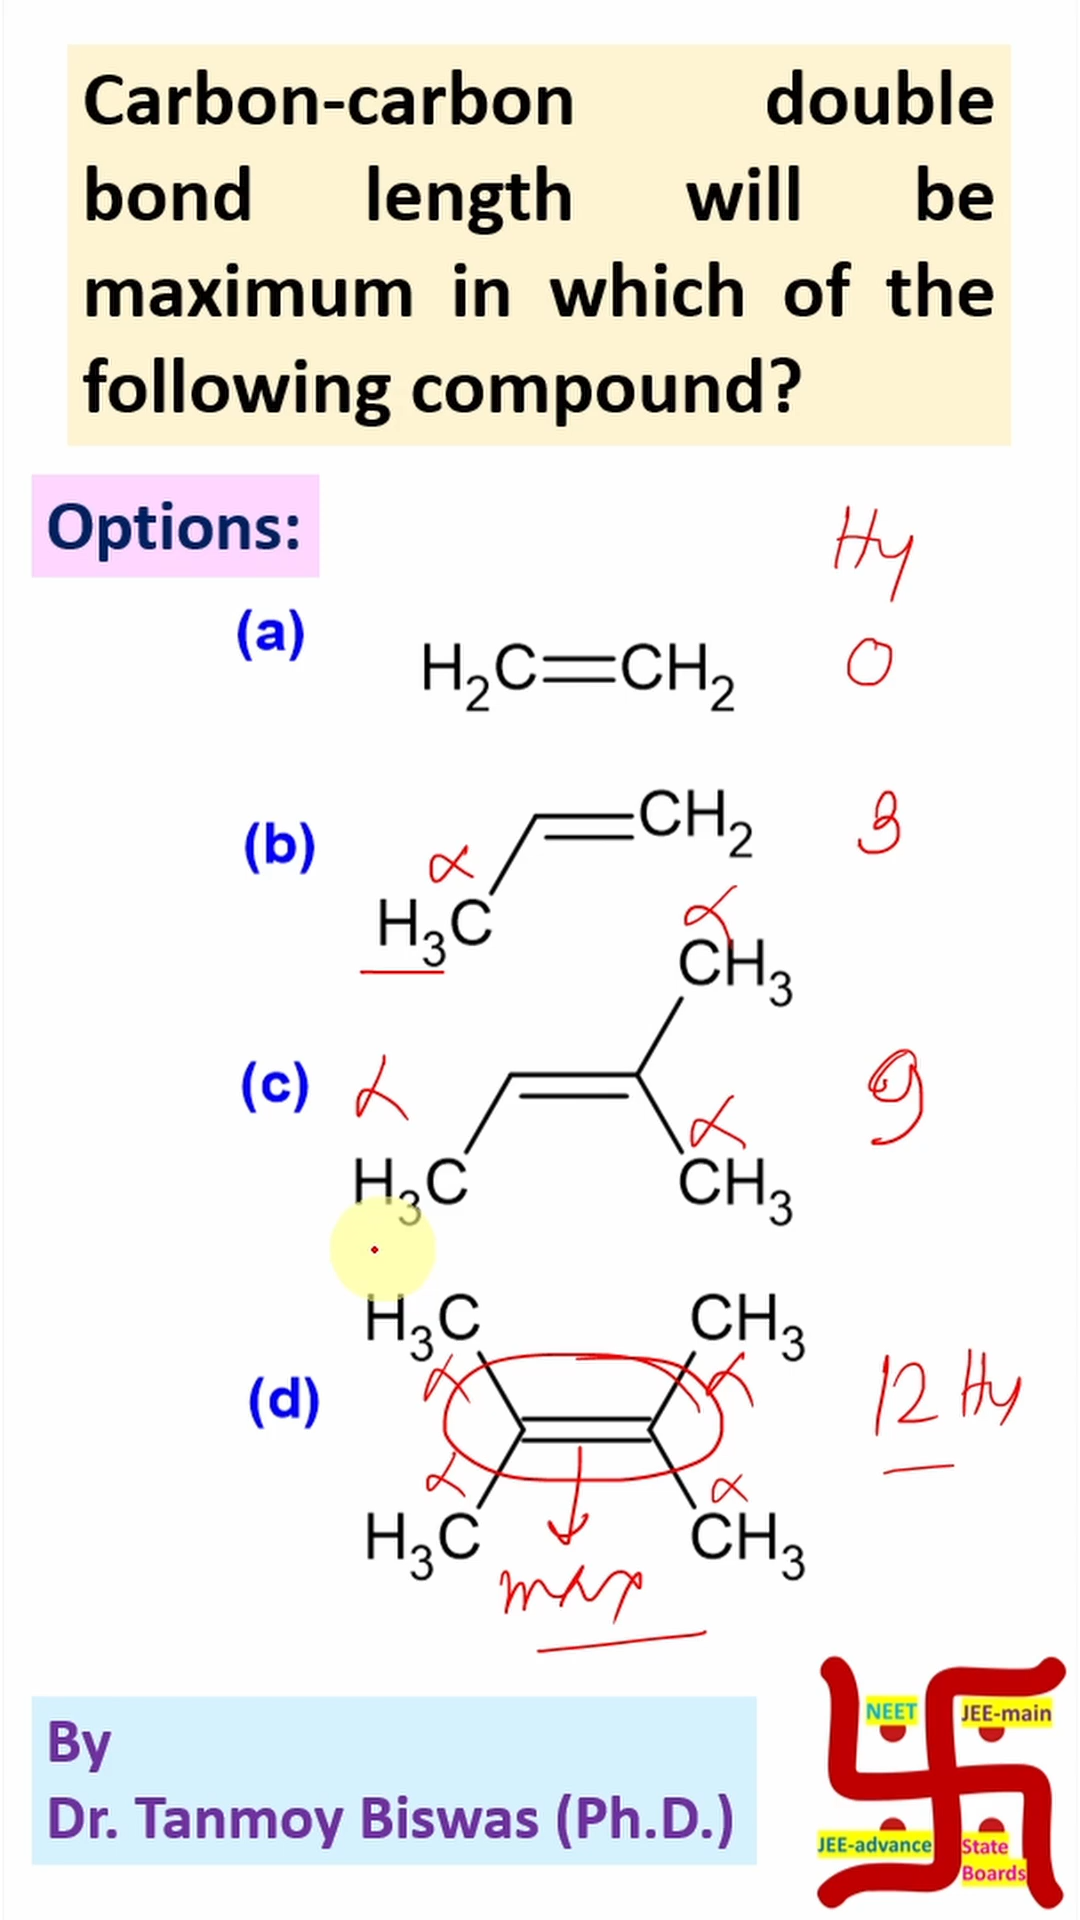 Carbon-carbon double
bond length will be
maximum in which of the
following compound?
Options:
Hy
(a) H₂C=CH₂ 0
(b) CH₂ 3
α
H₃C
α
CH₃
(c) α 9
α
H₃C CH₃
H₃C CH₃
α α
(d) 12 Hy
α α
H₃C CH₃
max
By
Dr. Tanmoy Biswas (Ph.D.)
NEET JEE-main
JEE-advance State
Boards